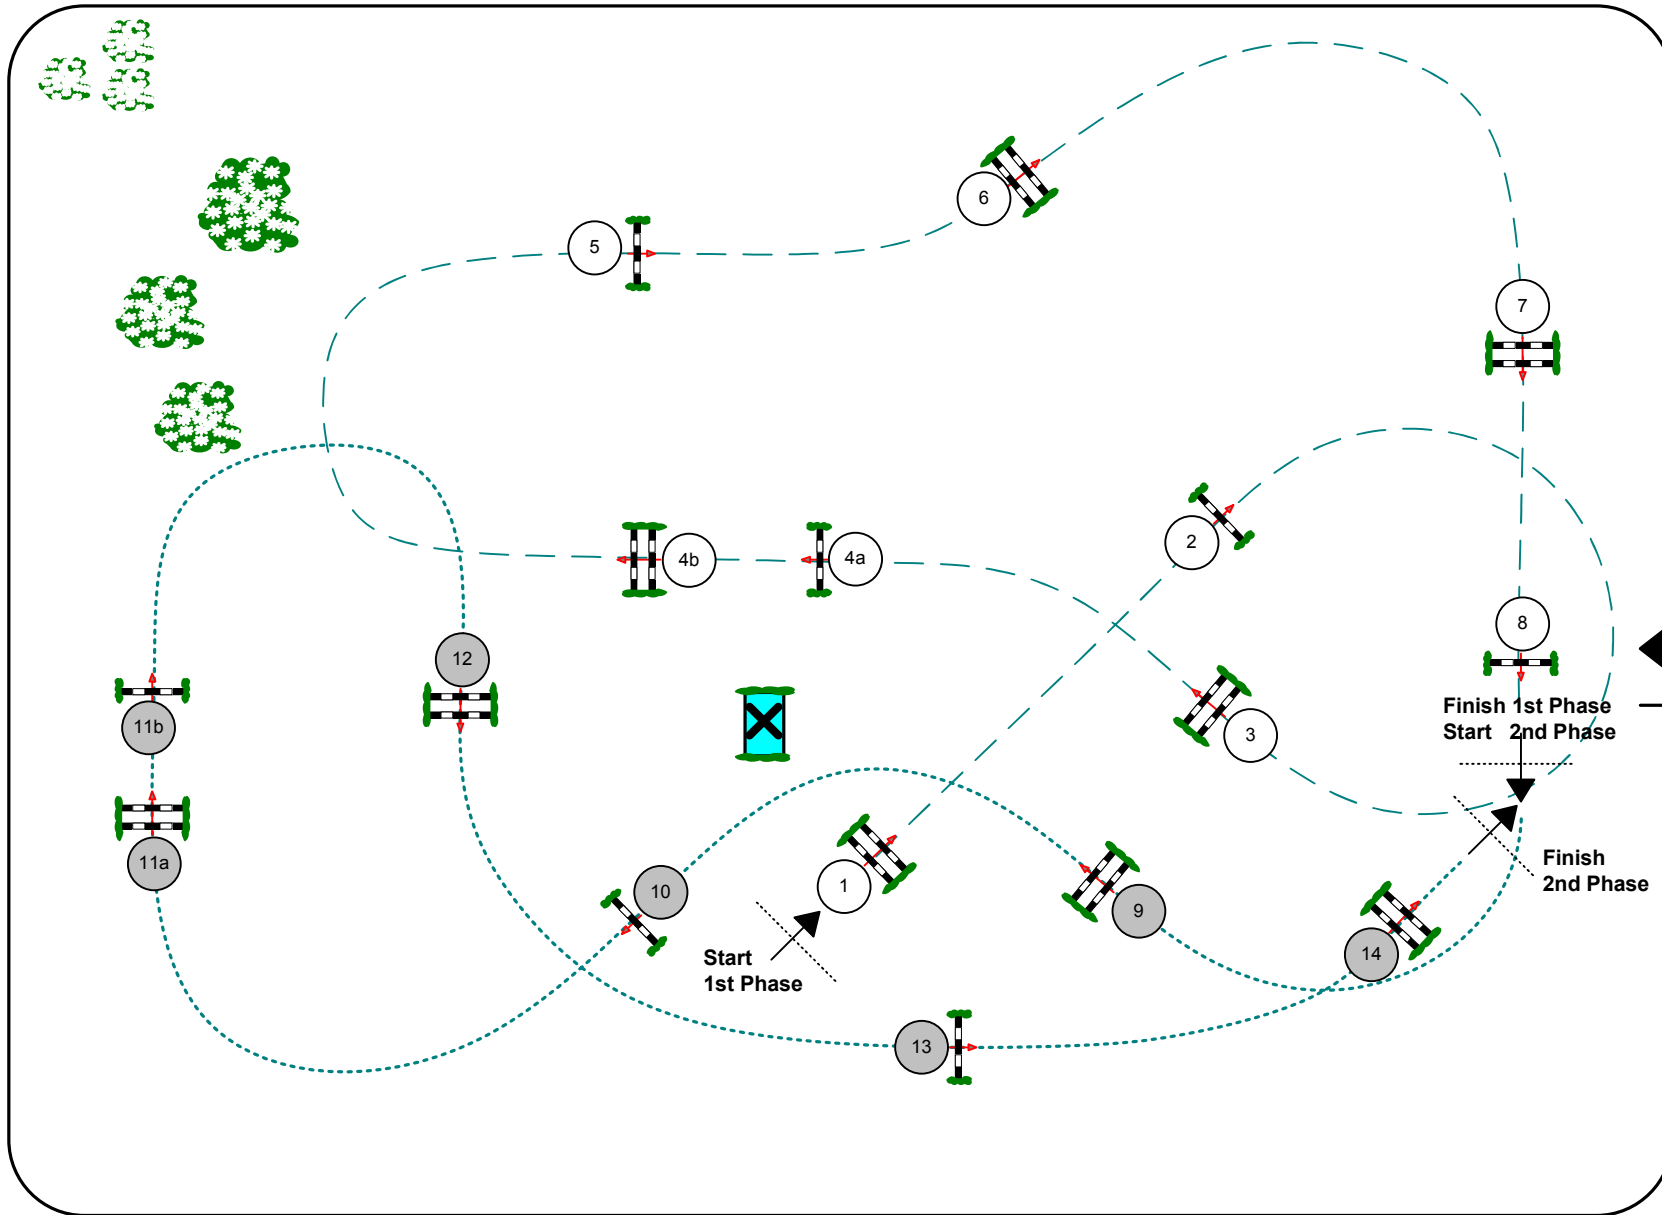 6
5
7
2
4b
4a
8
12
Finish 1st Phase
Start 2nd Phase
11b
3
11a
Finish
2nd Phase
10
1
9
14
Start
1st Phase
13